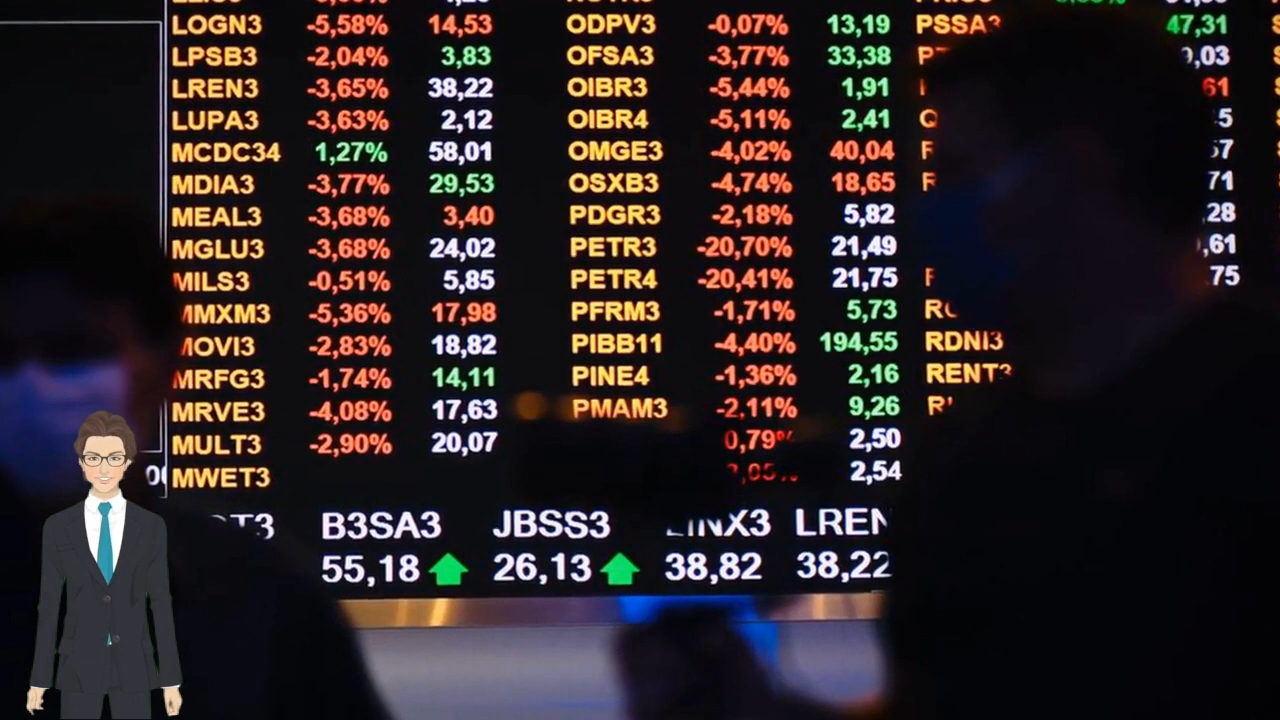 LOGN3 -5,58% 14,53 ODPV3 -0,07% 13,19 PSSA3 47,31
LPSB3 -2,04% 3,83 OFSA3 -3,77% 33,38
LREN3 -3,65% 38,22 OIBR3 -5,44% 1,91
LUPA3 -3,63% 2,12 OIBR4 -5,11% 2,41
MCDC34 1,27% 58,01 OMGE3 -4,02% 40,04
MDIA3 -3,77% 29,53 OSXB3 -4,74% 18,65
MEAL3 -3,68% 3,40 PDGR3 -2,18% 5,82
MGLU3 -3,68% 24,02 PETR3 -20,70% 21,49
MILS3 -0,51% 5,85 PETR4 -20,41% 21,75
MMXM3 -5,36% 17,98 PFRM3 -1,71% 5,73
MOVI3 -2,83% 18,82 PIBB11 -4,40% 194,55 RDNI3
MRFG3 -1,74% 14,11 PINE4 -1,36% 2,16 RENT3
MRVE3 -4,08% 17,63 PMAM3 -2,11% 9,26
MULT3 -2,90% 20,07 0,79% 2,50
MWET3 2,54
B3SA3 JBSS3 LINX3 LREN
55,18 26,13 38,82 38,22